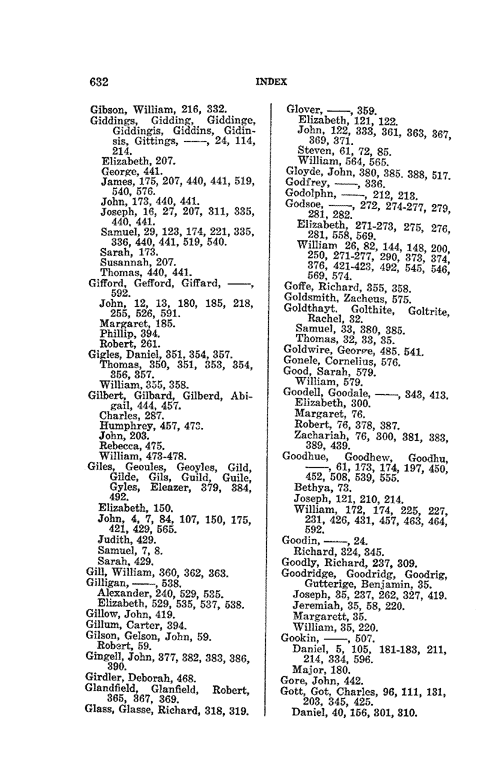 632
INDEX
Gibson, William, 216, 332.
Giddings, Gidding, Giddinge,
Giddingis, Giddins, Gidin-
sis, Gittings, ——, 24, 114,
214.
Elizabeth, 207.
George, 441.
James, 175, 207, 440, 441, 519,
540, 576.
John, 173, 440, 441.
Joseph, 16, 27, 207, 311, 335,
440, 441.
Samuel, 29, 123, 174, 221, 335,
336, 440, 441, 519, 540.
Sarah, 173.
Susannah, 207.
Thomas, 440, 441.
Gifford, Gefford, Giffard, ——,
592.
John, 12, 13, 180, 185, 218,
255, 526, 591.
Margaret, 185.
Phillip, 394.
Robert, 261.
Gigles, Daniel, 351, 354, 357.
Thomas, 350, 351, 353, 354,
356, 357.
William, 355, 358.
Gilbert, Gilbard, Gilberd, Abi-
gail, 444, 457.
Charles, 287.
Humphrey, 457, 473.
John, 203.
Rebecca, 475.
William, 473-478.
Giles, Geoules, Geoyles, Gild,
Gilde, Gils, Guild, Guile,
Gyles, Eleazer, 379, 384,
492.
Elizabeth, 150.
John, 4, 7, 84, 107, 150, 175,
421, 429, 565.
Judith, 429.
Samuel, 7, 8.
Sarah, 429.
Gill, William, 360, 362, 363.
Gilligan, ——, 538.
Alexander, 240, 529, 535.
Elizabeth, 529, 535, 537, 538.
Gillow, John, 419.
Gillum, Carter, 394.
Gilson, Gelson, John, 59.
Robert, 59.
Gingell, John, 377, 382, 383, 386,
390.
Girdler, Deborah, 468.
Glandfield, Glanfield, Robert,
365, 367, 369.
Glass, Glasse, Richard, 318, 319.
Glover, ——, 359.
Elizabeth, 121, 122.
John, 122, 333, 361, 363, 367,
369, 371.
Steven, 61, 72, 85.
William, 564, 565.
Gloyde, John, 380, 385. 388, 517.
Godfrey, ——, 336.
Godolphn, ——, 212, 213.
Godsoe, ——, 272, 274-277, 279,
281, 282.
Elizabeth, 271-273, 275, 276,
281, 558, 569.
William 26, 82, 144, 148, 200,
250, 271-277, 290, 373, 374,
376, 421-423, 492, 545, 546,
569, 574.
Goffe, Richard, 355, 358.
Goldsmith, Zacheus, 575.
Goldthayt. Golthite, Goltrite,
Rachel, 32.
Samuel, 33, 380, 385.
Thomas, 32, 33, 35.
Goldwire, George, 485. 541.
Gonele, Cornelius, 576.
Good, Sarah, 579.
William, 579.
Goodell, Goodale, ——, 343, 413.
Elizabeth, 300.
Margaret, 76.
Robert, 76, 378, 387.
Zachariah, 76, 300, 381, 383,
389, 439.
Goodhue, Goodhew, Goodhu,
——, 61, 173, 174, 197, 450,
452, 508, 539, 555.
Bethya, 73.
Joseph, 121, 210, 214.
William, 172, 174, 225, 227,
231, 426, 431, 457, 463, 464,
592.
Goodin, ——, 24.
Richard, 324, 345.
Goodly, Richard, 237, 309.
Goodridge, Goodridg, Goodrig,
Gutterige, Benjamin, 35.
Joseph, 35, 237, 262, 327, 419.
Jeremiah, 35, 58, 220.
Margarett, 35.
William, 35, 220.
Gookin, ——, 507.
Daniel, 5, 105, 181-183, 211,
214, 334, 596.
Major, 180.
Gore, John, 442.
Gott, Got, Charles, 96, 111, 131,
203, 345, 425.
Daniel, 40, 156, 301, 310.